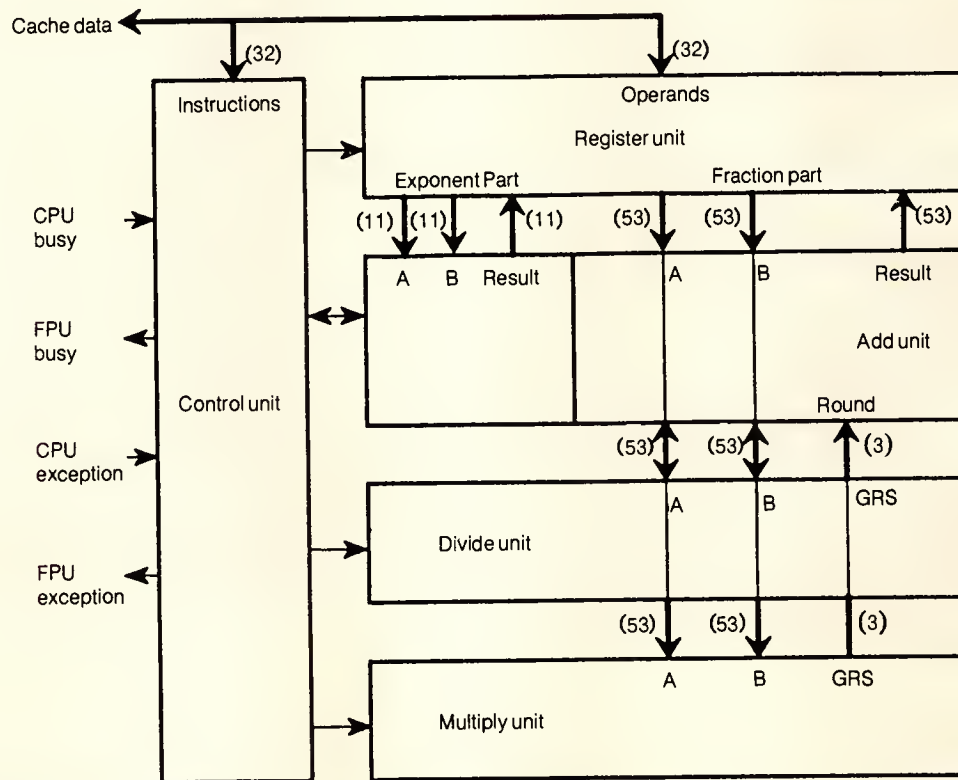 Cache data
(32)
(32)
Instructions
Operands
Register unit
Exponent Part
Fraction part
(11)
(11)
(11)
(53)
(53)
(53)
CPU
busy
A
B
Result
A
B
Result
FPU
busy
Add unit
Control unit
Round
CPU
exception
(53)
(53)
(3)
A
B
GRS
Divide unit
FPU
exception
(53)
(53)
(3)
A
B
GRS
Multiply unit